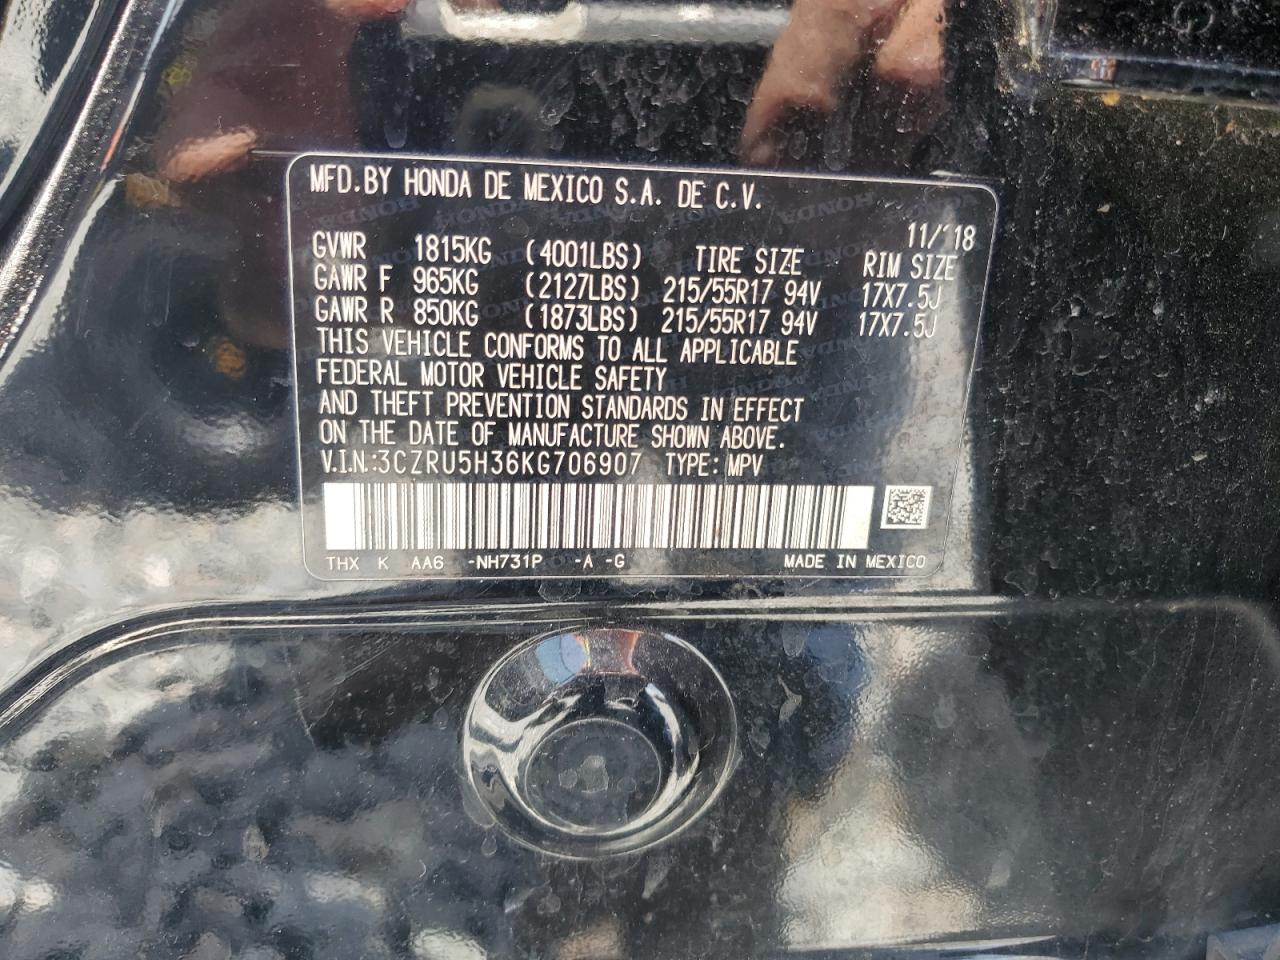 MFD.BY HONDA DE MEXICO S.A. DE C.V.
11/'18
GVWR 1815KG (4001LBS) TIRE SIZE RIM SIZE
GAWR F 965KG (2127LBS) 215/55R17 94V 17X7.5J
GAWR R 850KG (1873LBS) 215/55R17 94V 17X7.5J
THIS VEHICLE CONFORMS TO ALL APPLICABLE
FEDERAL MOTOR VEHICLE SAFETY
AND THEFT PREVENTION STANDARDS IN EFFECT
ON THE DATE OF MANUFACTURE SHOWN ABOVE.
V.I.N:3CZRU5H36KG706907 TYPE: MPV
THX K AA6 -NH731P -A -G MADE IN MEXICO